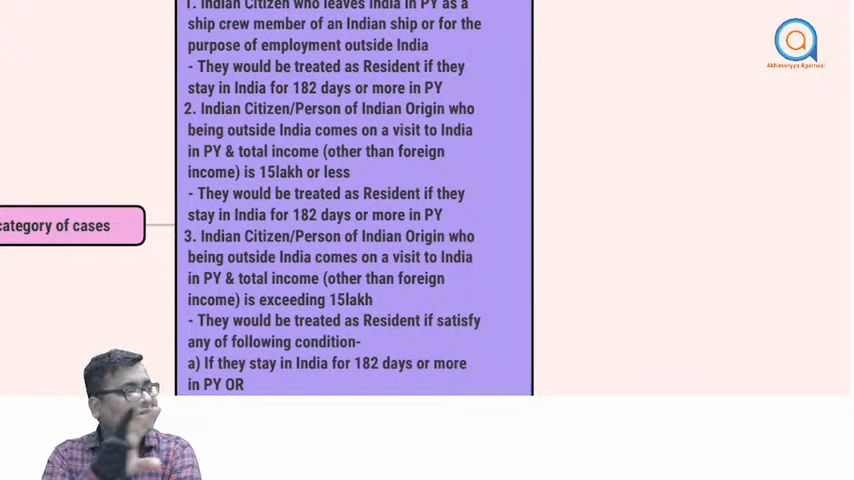 1. Indian Citizen who leaves India in PY as a
ship crew member of an Indian ship or for the
purpose of employment outside India
- They would be treated as Resident if they
stay in India for 182 days or more in PY
2. Indian Citizen/Person of Indian Origin who
being outside India comes on a visit to India
in PY & total income (other than foreign
income) is 15lakh or less
- They would be treated as Resident if they
stay in India for 182 days or more in PY
category of cases
3. Indian Citizen/Person of Indian Origin who
being outside India comes on a visit to India
in PY & total income (other than foreign
income) is exceeding 15lakh
- They would be treated as Resident if satisfy
any of following condition-
a) If they stay in India for 182 days or more
in PY OR